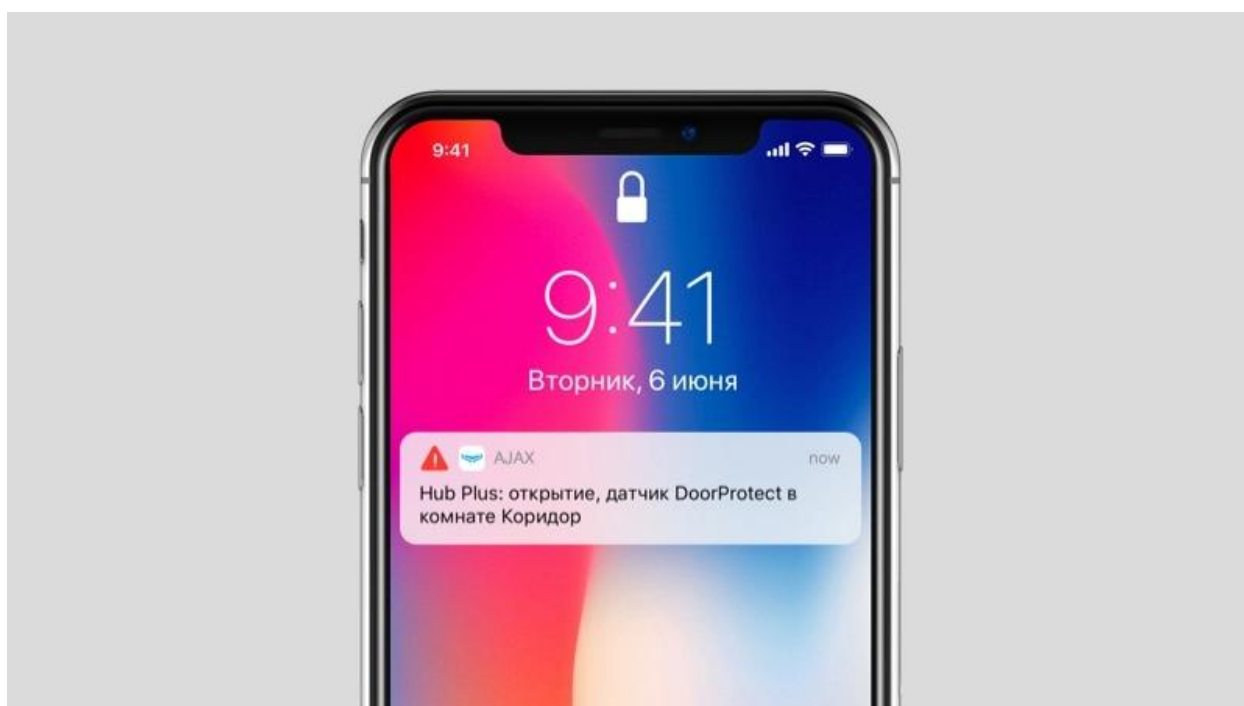 9:41
9:41
Вторник, 6 июня
AJAX now
Hub Plus: открытие, датчик DoorProtect в
комнате Коридор